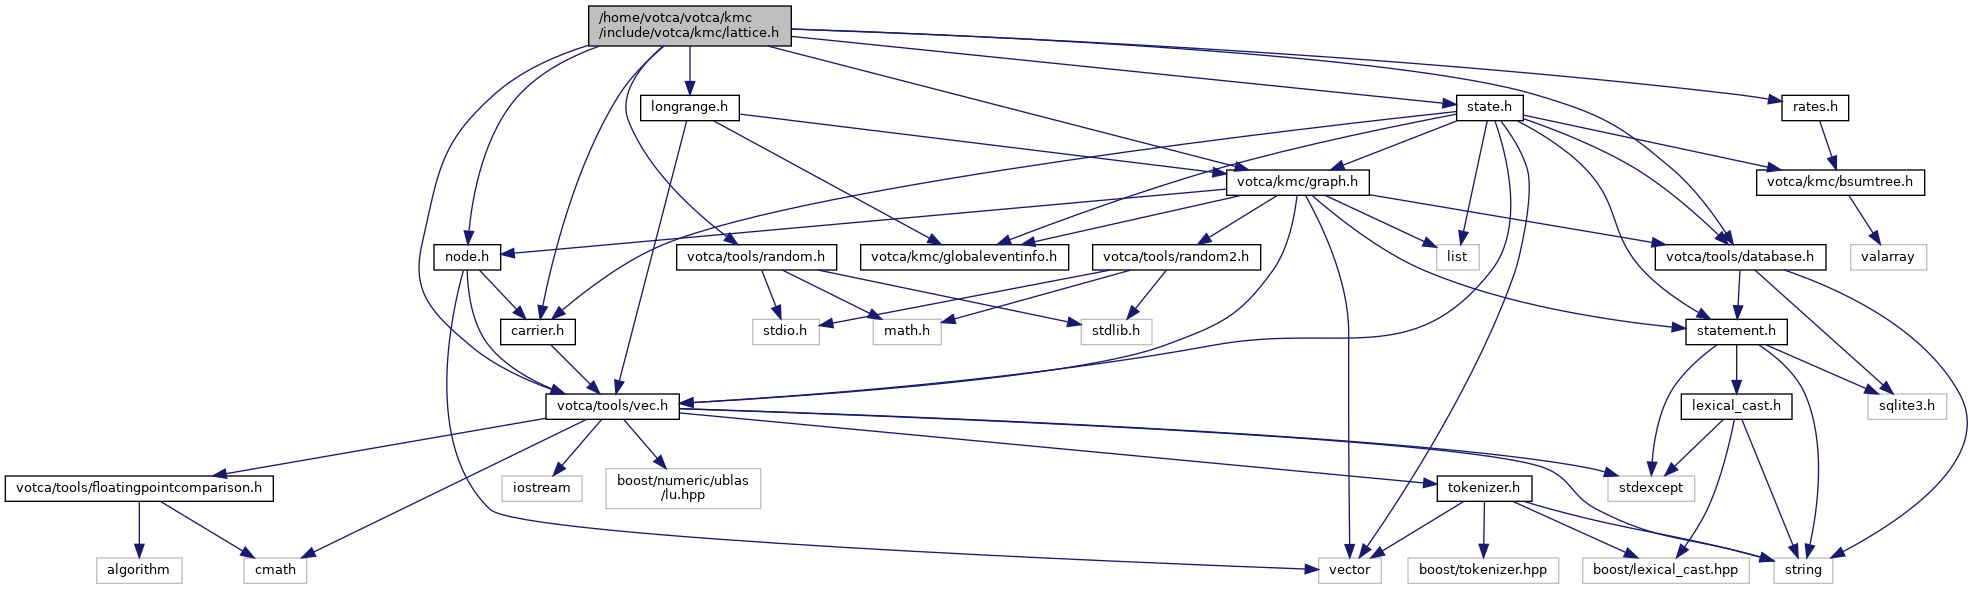 /home/votca/votca/kmc
/include/votca/kmc/lattice.h
longrange.h
state.h
rates.h
votca/kmc/graph.h
votca/kmc/bsumtree.h
node.h
votca/tools/random.h
votca/kmc/globaleventinfo.h
votca/tools/random2.h
list
votca/tools/database.h
valarray
carrier.h
stdio.h
math.h
stdlib.h
statement.h
votca/tools/vec.h
lexical_cast.h
sqlite3.h
votca/tools/floatingpointcomparison.h
iostream
boost/numeric/ublas
/lu.hpp
tokenizer.h
stdexcept
algorithm
cmath
vector
boost/tokenizer.hpp
boost/lexical_cast.hpp
string